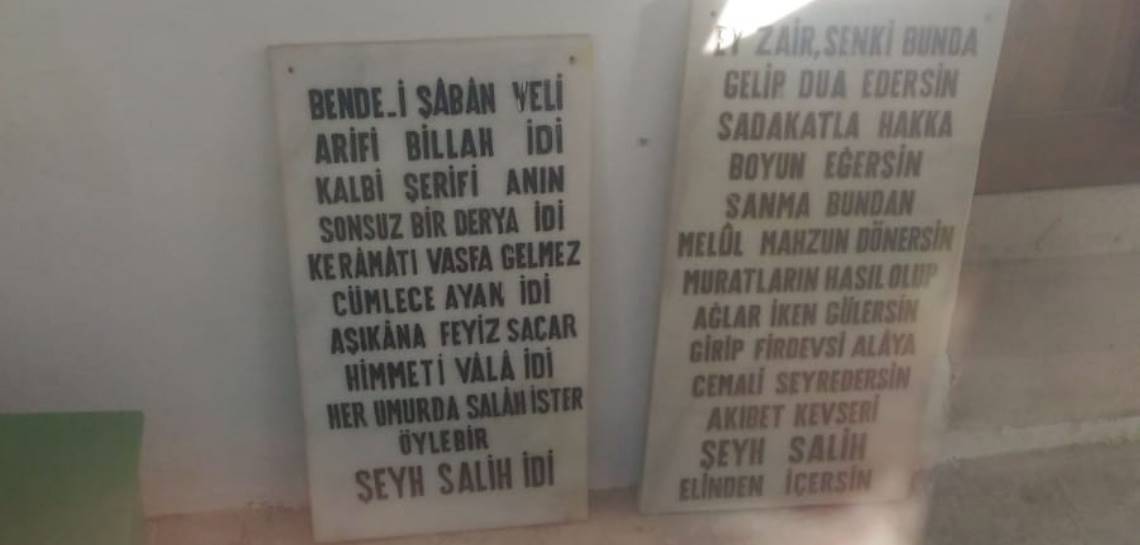 BENDE-İ ŞÂBÂN VELİ
ARİFİ BİLLAH İDİ
KALBİ ŞERİFİ ANIN
SONSUZ BİR DERYA İDİ
KERÂMÂTI VASFA GELMEZ
CÜMLECE AYAN İDİ
AŞIKÂNA FEYİZ SAÇAR
HİMMETİ VÂLÂ İDİ
HER UMURDA SALÂH İSTER
ÖYLEBİR
ŞEYH SALİH İDİ
EY ZAİR, SENKİ BUNDA
GELİP DUA EDERSİN
SADAKATLA HAKKA
BOYUN EĞERSİN
SANMA BUNDAN
MELÛL MAHZUN DÖNERSİN
MURATLARIN HASIL OLUP
AĞLAR İKEN GÜLERSİN
GİRİP FİRDEVSİ ALÂYA
CEMALİ SEYREDERSİN
AKIBET KEVSERİ
ŞEYH SALİH
ELİNDEN İÇERSİN